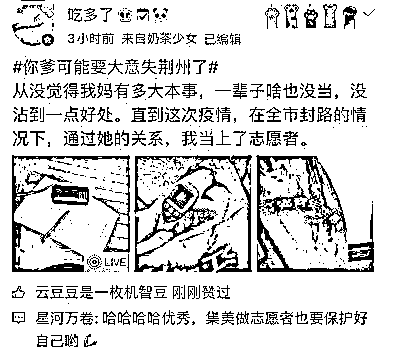 吃多了
3小时前 来自奶茶少女 已编辑
#你爹可能要大意失荆州了#
从没觉得我妈有多大本事，一辈子啥也没当，没
沾到一点好处。直到这次疫情，在全市封路的情
况下，通过她的关系，我当上了志愿者。
LIVE
云豆豆是一枚机智豆 刚刚赞过
星河万卷: 哈哈哈哈优秀，集美做志愿者也要保护好
自己哟